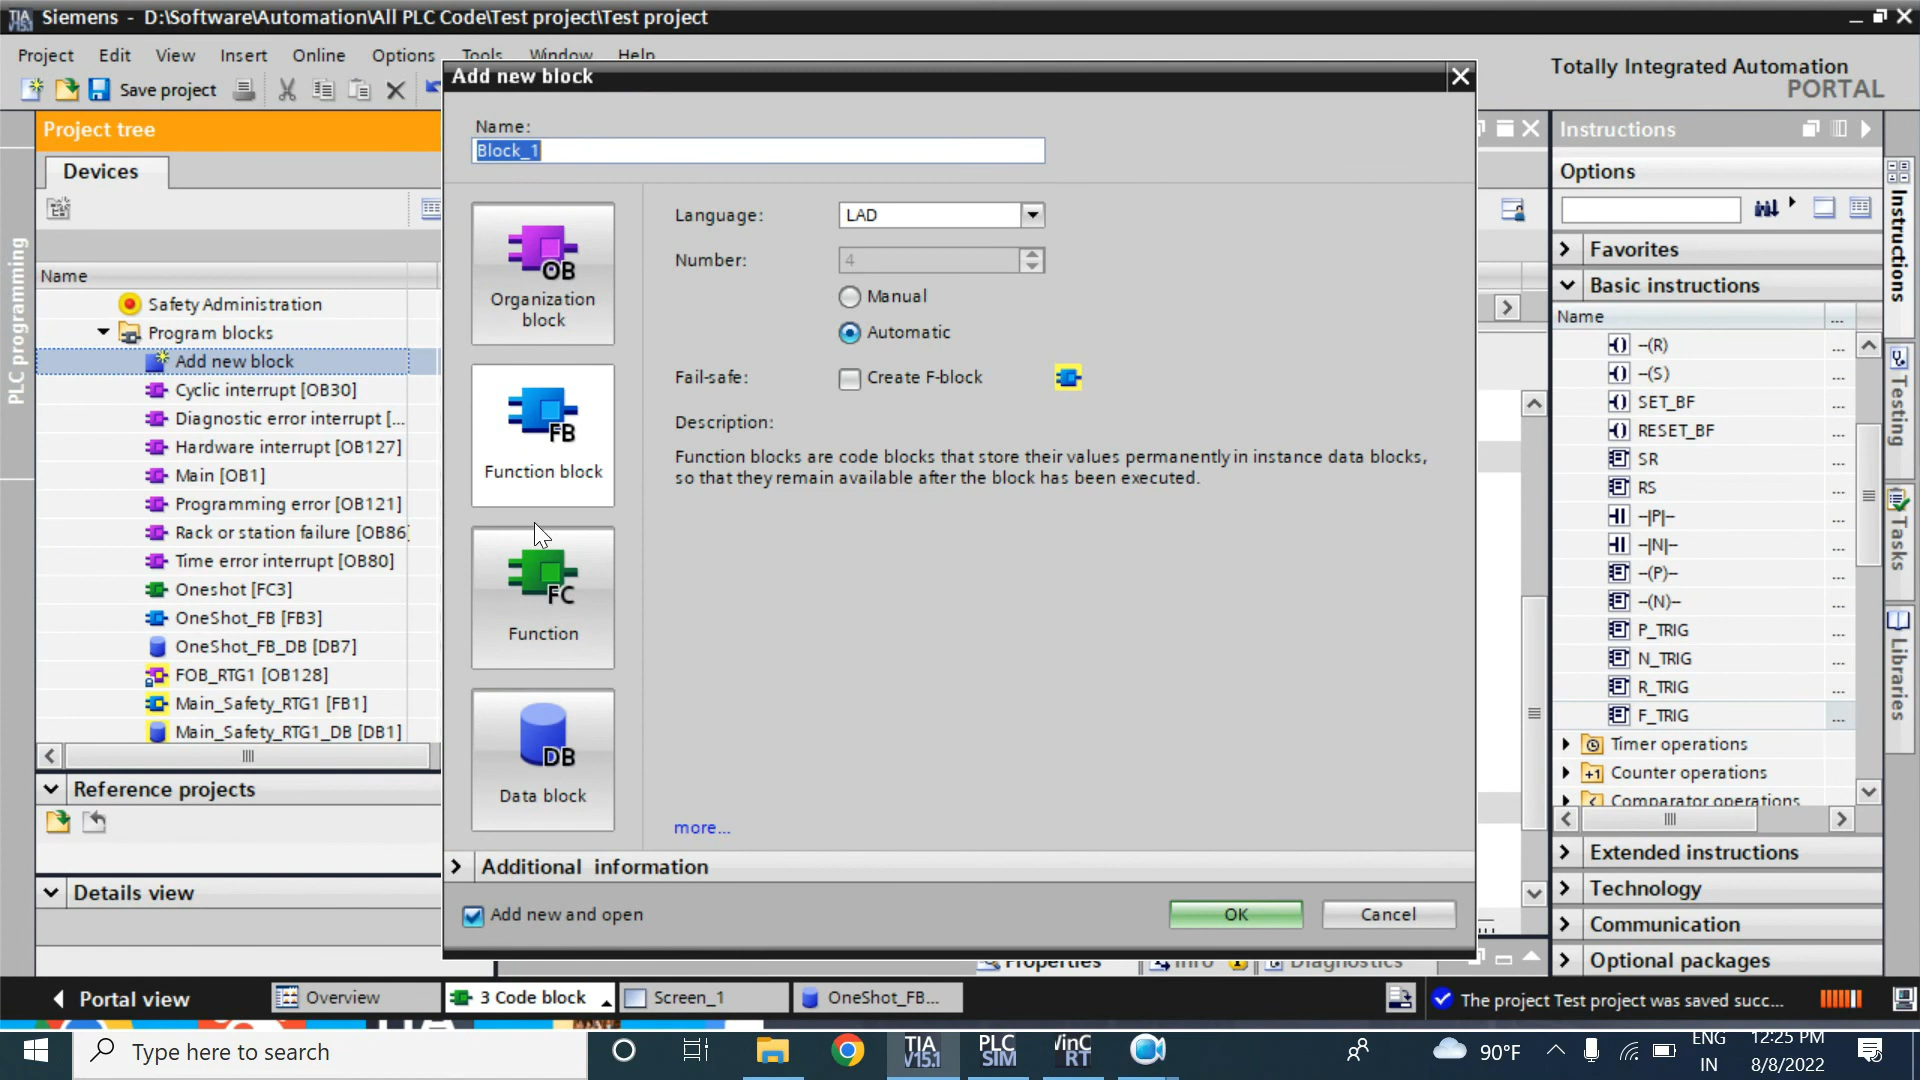 TIA
V15.1
Siemens - D:\Software\Automation\All PLC Code\Test project\Test project
Project Edit View Insert Online Options Tools Window Help
Totally Integrated Automation
PORTAL
Save project
Add new block
Project tree
Devices
Name
Safety Administration
Program blocks
Add new block
Cyclic interrupt [OB30]
Diagnostic error interrupt [...
Hardware interrupt [OB127]
Main [OB1]
Programming error [OB121]
Rack or station failure [OB86]
Time error interrupt [OB80]
Oneshot [FC3]
OneShot_FB [FB3]
OneShot_FB_DB [DB7]
FOB_RTG1 [OB128]
Main_Safety_RTG1 [FB1]
Main_Safety_RTG1_DB [DB1]
Reference projects
Details view
PLC programming
Name:
Block_1
OB
Organization
block
FB
Function block
FC
Function
DB
Data block
Language:
LAD
Number:
4
Manual
Automatic
Fail-safe:
Create F-block
Description:
Function blocks are code blocks that store their values permanently in instance data blocks,
so that they remain available after the block has been executed.
more...
Additional information
Add new and open
OK
Cancel
Properties
Info
Diagnostics
Instructions
Options
Favorites
Basic instructions
Name
...
-(R) ...
-(S) ...
SET_BF ...
RESET_BF ...
SR ...
RS ...
-|P|- ...
-|N|- ...
-(P)- ...
-(N)- ...
P_TRIG ...
N_TRIG ...
R_TRIG ...
F_TRIG ...
Timer operations
Counter operations
Comparator operations
Extended instructions
Technology
Communication
Optional packages
Instructions
Testing
Tasks
Libraries
Portal view
Overview
3 Code block
Screen_1
OneShot_FB...
The project Test project was saved succ...
Type here to search
TIA
V15.1
PLC
SIM
WinC
RT
90°F
ENG
IN
12:25 PM
8/8/2022